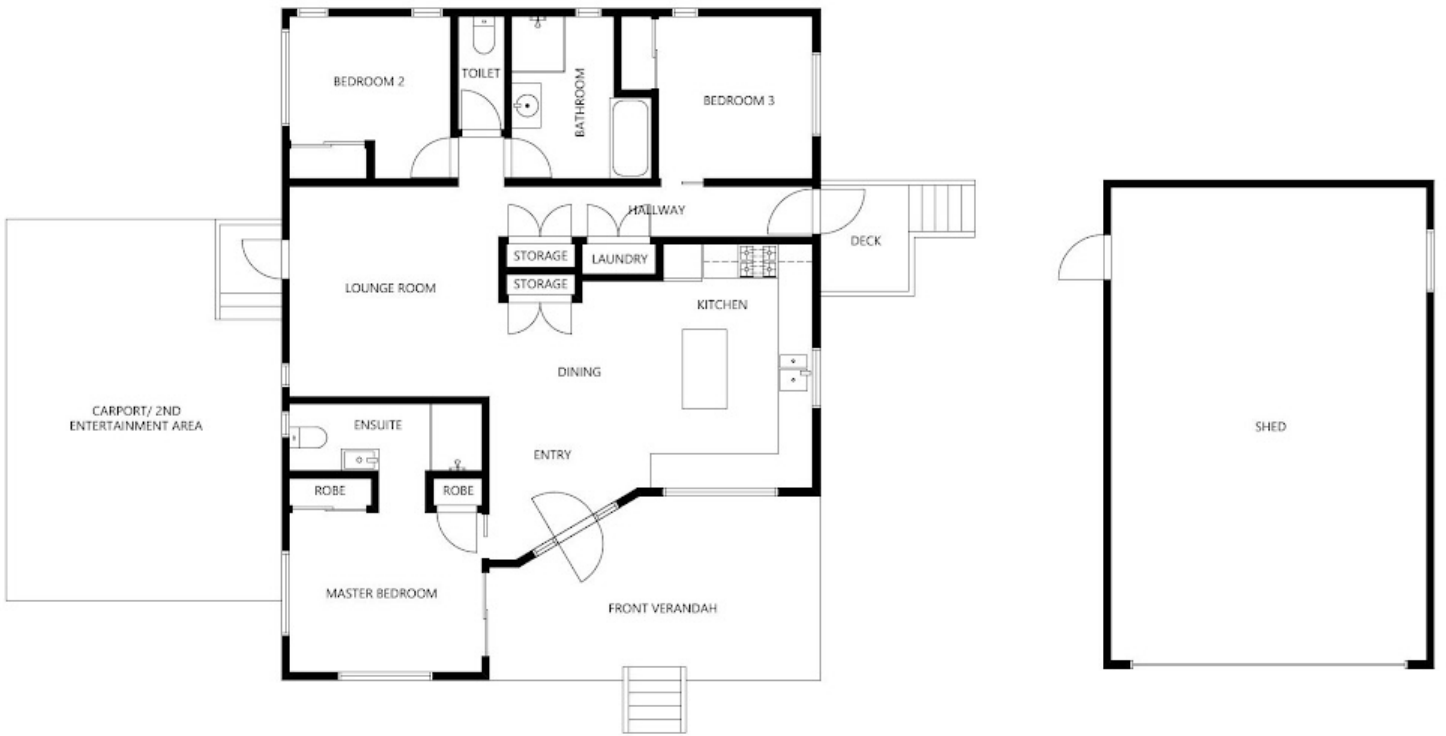 BEDROOM 2
TOILET
BATHROOM
BEDROOM 3
HALLWAY
DECK
STORAGE
LAUNDRY
STORAGE
LOUNGE ROOM
KITCHEN
DINING
CARPORT/ 2ND
ENTERTAINMENT AREA
ENSUITE
ENTRY
ROBE
ROBE
MASTER BEDROOM
FRONT VERANDAH
SHED